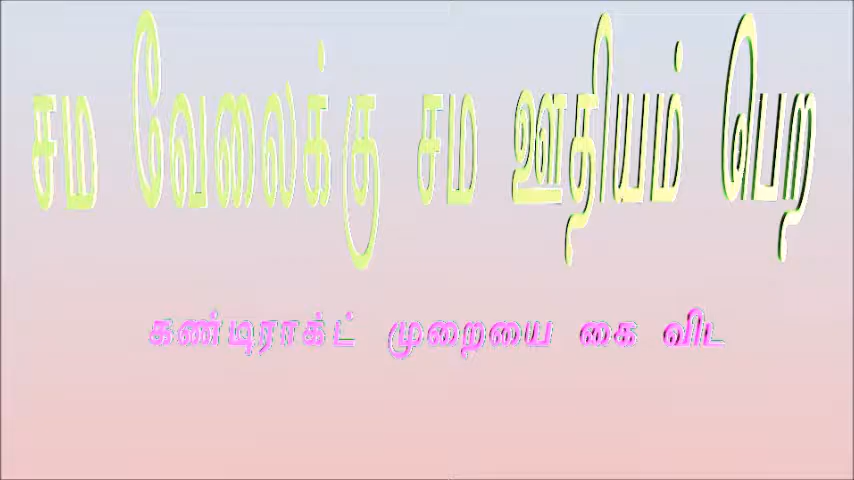 சம வேலைக்கு சம ஊதியம் பெற
கண்டிராக்ட் முறையை கை விட